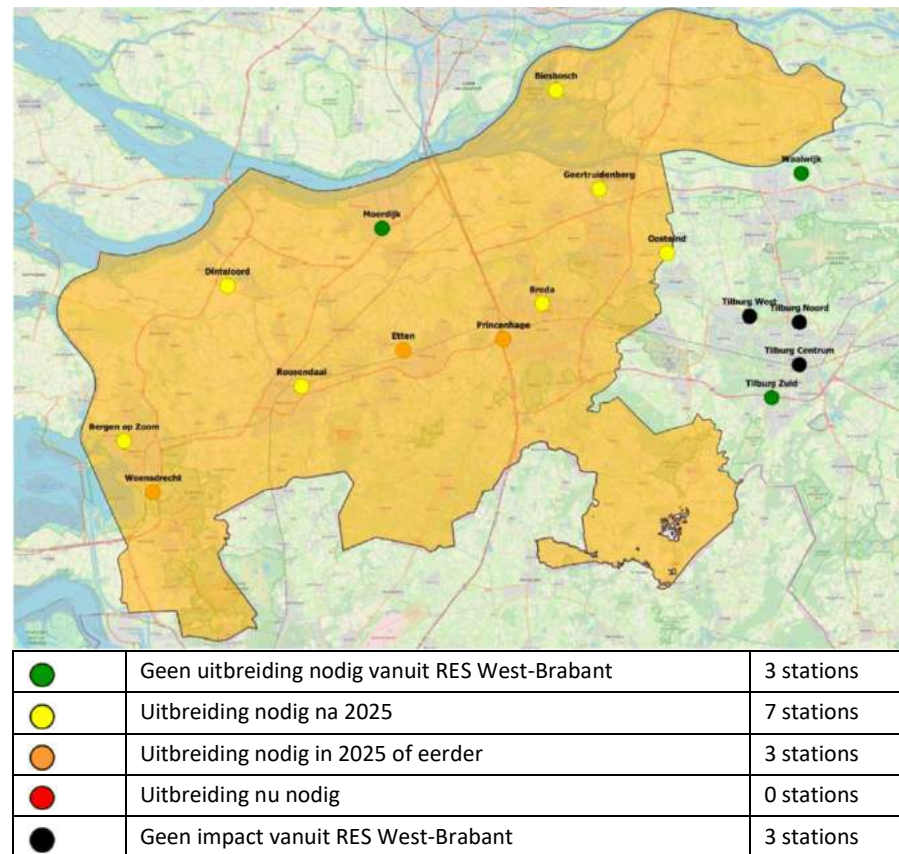 Biesbosch
Waalwijk
Geertruidenberg
Moerdijk
Oosteind
Dinteloord
Breda
Tilburg West
Tilburg Noord
Princenhage
Etten
Tilburg Centrum
Roosendaal
Tilburg Zuid
Bergen op Zoom
Woensdrecht
Geen uitbreiding nodig vanuit RES West-Brabant 3 stations
Uitbreiding nodig na 2025 7 stations
Uitbreiding nodig in 2025 of eerder 3 stations
Uitbreiding nu nodig 0 stations
Geen impact vanuit RES West-Brabant 3 stations